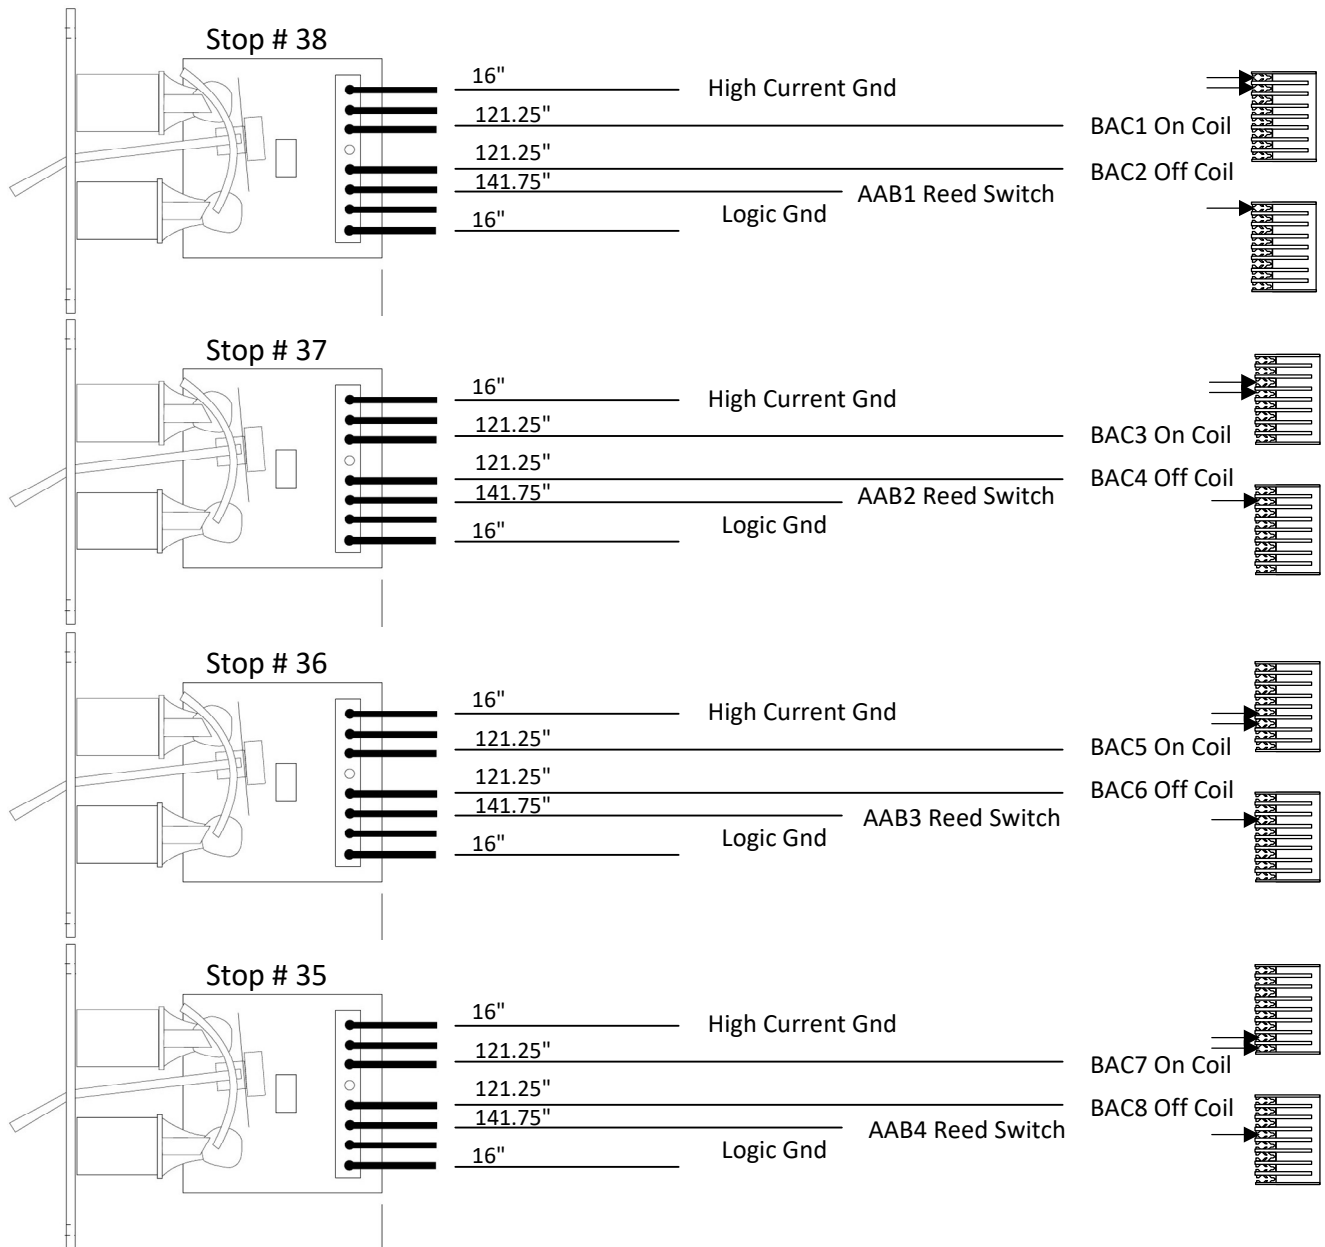 Stop # 38
16"
High Current Gnd
121.25"
BAC1 On Coil
121.25"
BAC2 Off Coil
141.75"
AAB1 Reed Switch
Logic Gnd
16"
Stop # 37
16"
High Current Gnd
121.25"
BAC3 On Coil
121.25"
BAC4 Off Coil
141.75"
AAB2 Reed Switch
Logic Gnd
16"
Stop # 36
16"
High Current Gnd
121.25"
BAC5 On Coil
121.25"
BAC6 Off Coil
141.75"
AAB3 Reed Switch
Logic Gnd
16"
Stop # 35
16"
High Current Gnd
121.25"
BAC7 On Coil
121.25"
BAC8 Off Coil
141.75"
AAB4 Reed Switch
Logic Gnd
16"